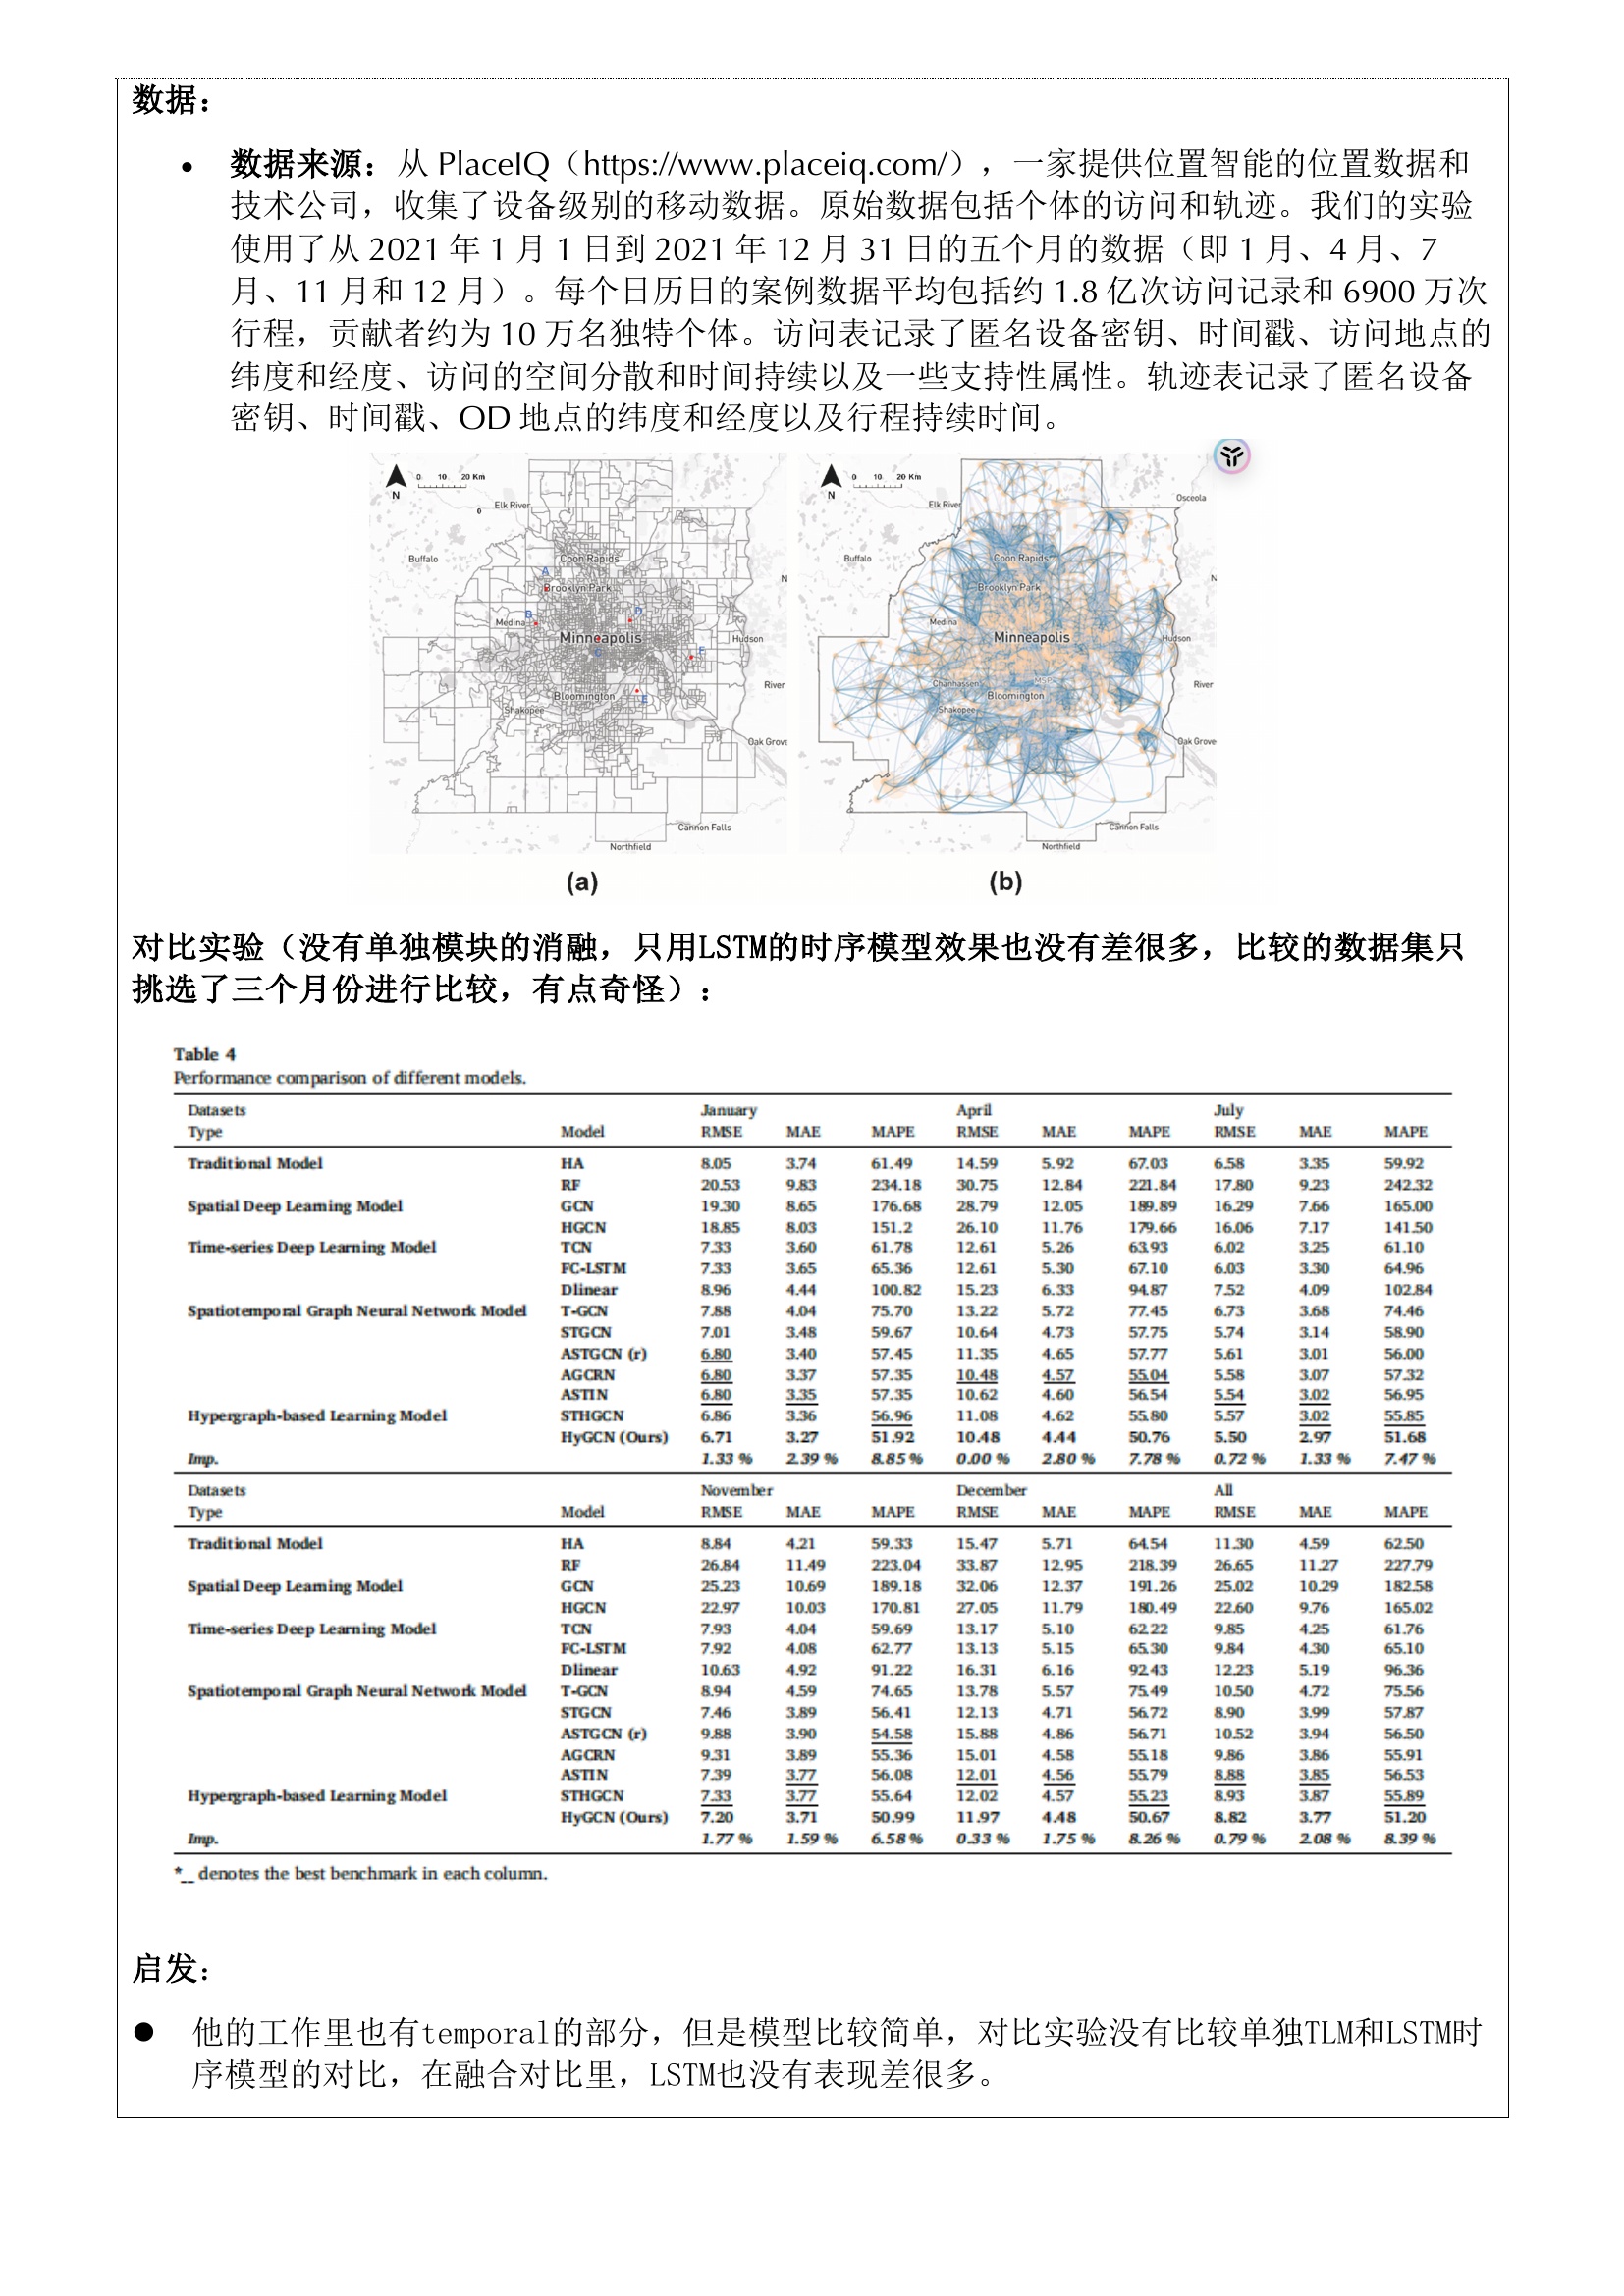 数据：
• 数据来源：从 PlaceIQ（https://www.placeiq.com/），一家提供位置智能的位置数据和
技术公司，收集了设备级别的移动数据。原始数据包括个体的访问和轨迹。我们的实验
使用了从 2021 年 1 月 1 日到 2021 年 12 月 31 日的五个月的数据（即 1 月、4 月、7
月、11 月和 12 月）。每个日历日的案例数据平均包括约 1.8 亿次访问记录和 6900 万次
行程，贡献者约为 10 万名独特个体。访问表记录了匿名设备密钥、时间戳、访问地点的
纬度和经度、访问的空间分散和时间持续以及一些支持性属性。轨迹表记录了匿名设备
密钥、时间戳、OD 地点的纬度和经度以及行程持续时间。
N
0 10 20 Km
0
Elk River
Buffalo
Coon Rapids
A
Brooklyn Park
B
D
Medina
Minneapolis
Hudson
C
F
River
Bloomington
E
Shakopee
Oak Grove
Cannon Falls
Northfield
N
N
0 10 20 Km
Osceola
Elk River
Buffalo
Coon Rapids
N
Brooklyn Park
Medina
Minneapolis
Hudson
Chanhassen
MSP
River
Bloomington
Shakopee
Oak Grove
Cannon Falls
Northfield
(a)
(b)
对比实验（没有单独模块的消融，只用LSTM的时序模型效果也没有差很多，比较的数据集只
挑选了三个月份进行比较，有点奇怪）：
Table 4
Performance comparison of different models.
Datasets January April July
Type Model RMSE MAE MAPE RMSE MAE MAPE RMSE MAE MAPE
Traditional Model HA 8.05 3.74 61.49 14.59 5.92 67.03 6.58 3.35 59.92
RF 20.53 9.83 234.18 30.75 12.84 221.84 17.80 9.23 242.32
Spatial Deep Learning Model GCN 19.30 8.65 176.68 28.79 12.05 189.89 16.29 7.66 165.00
HGCN 18.85 8.03 151.2 26.10 11.76 179.66 16.06 7.17 141.50
Time-series Deep Learning Model TCN 7.33 3.60 61.78 12.61 5.26 63.93 6.02 3.25 61.10
FC-LSTM 7.33 3.65 65.36 12.61 5.30 67.10 6.03 3.30 64.96
Dlinear 8.96 4.44 100.82 15.23 6.33 94.87 7.52 4.09 102.84
Spatiotemporal Graph Neural Network Model T-GCN 7.88 4.04 75.70 13.22 5.72 77.45 6.73 3.68 74.46
STGCN 7.01 3.48 59.67 10.64 4.73 57.75 5.74 3.14 58.90
ASTGCN (r) 6.80 3.40 57.45 11.35 4.65 57.77 5.61 3.01 56.00
AGCRN 6.80 3.37 57.35 10.48 4.57 55.04 5.58 3.07 57.32
ASTIN 6.80 3.35 57.35 10.62 4.60 56.54 5.54 3.02 56.95
Hypergraph-based Learning Model STHGCN 6.86 3.36 56.96 11.08 4.62 55.80 5.57 3.02 55.85
HyGCN (Ours) 6.71 3.27 51.92 10.48 4.44 50.76 5.50 2.97 51.68
Imp. 1.33 % 2.39 % 8.85 % 0.00 % 2.80 % 7.78 % 0.72 % 1.33 % 7.47 %
Datasets November December All
Type Model RMSE MAE MAPE RMSE MAE MAPE RMSE MAE MAPE
Traditional Model HA 8.84 4.21 59.33 15.47 5.71 64.54 11.30 4.59 62.50
RF 26.84 11.49 223.04 33.87 12.95 218.39 26.65 11.27 227.79
Spatial Deep Learning Model GCN 25.23 10.69 189.18 32.06 12.37 191.26 25.02 10.29 182.58
HGCN 22.97 10.03 170.81 27.05 11.79 180.49 22.60 9.76 165.02
Time-series Deep Learning Model TCN 7.93 4.04 59.69 13.17 5.10 62.22 9.85 4.25 61.76
FC-LSTM 7.92 4.08 62.77 13.13 5.15 65.30 9.84 4.30 65.10
Dlinear 10.63 4.92 91.22 16.31 6.16 92.43 12.23 5.19 96.36
Spatiotemporal Graph Neural Network Model T-GCN 8.94 4.59 74.65 13.78 5.57 75.49 10.50 4.72 75.56
STGCN 7.46 3.89 56.41 12.13 4.71 56.72 8.90 3.99 57.87
ASTGCN (r) 9.88 3.90 54.58 15.88 4.86 56.71 10.52 3.94 56.50
AGCRN 9.31 3.89 55.36 15.01 4.58 55.18 9.86 3.86 55.91
ASTIN 7.39 3.77 56.08 12.01 4.56 55.79 8.88 3.85 56.53
Hypergraph-based Learning Model STHGCN 7.33 3.77 55.64 12.02 4.57 55.23 8.93 3.87 55.89
HyGCN (Ours) 7.20 3.71 50.99 11.97 4.48 50.67 8.82 3.77 51.20
Imp. 1.77 % 1.59 % 6.58 % 0.33 % 1.75 % 8.26 % 0.79 % 2.08 % 8.39 %
*__ denotes the best benchmark in each column.
启发：
● 他的工作里也有temporal的部分，但是模型比较简单，对比实验没有比较单独TLM和LSTM时
序模型的对比，在融合对比里，LSTM也没有表现差很多。